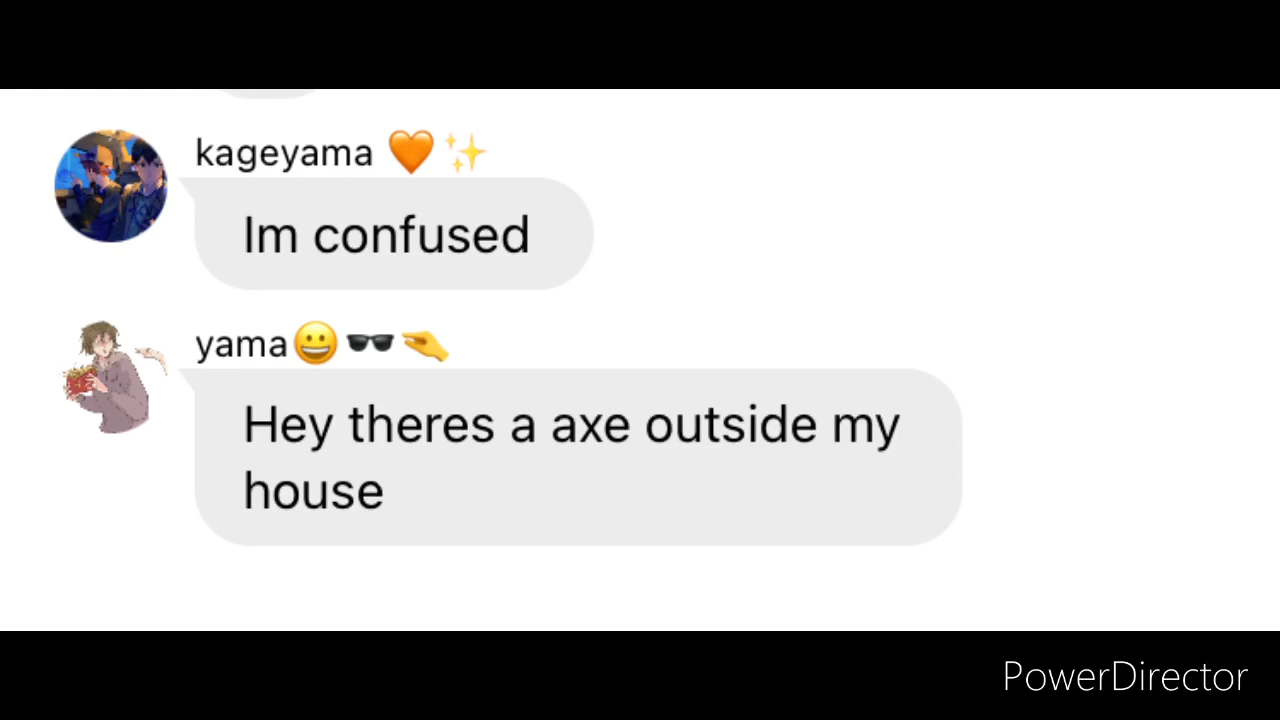 kageyama 🧡✨
Im confused
yama😀🕶️🤏
Hey theres a axe outside my
house
PowerDirector